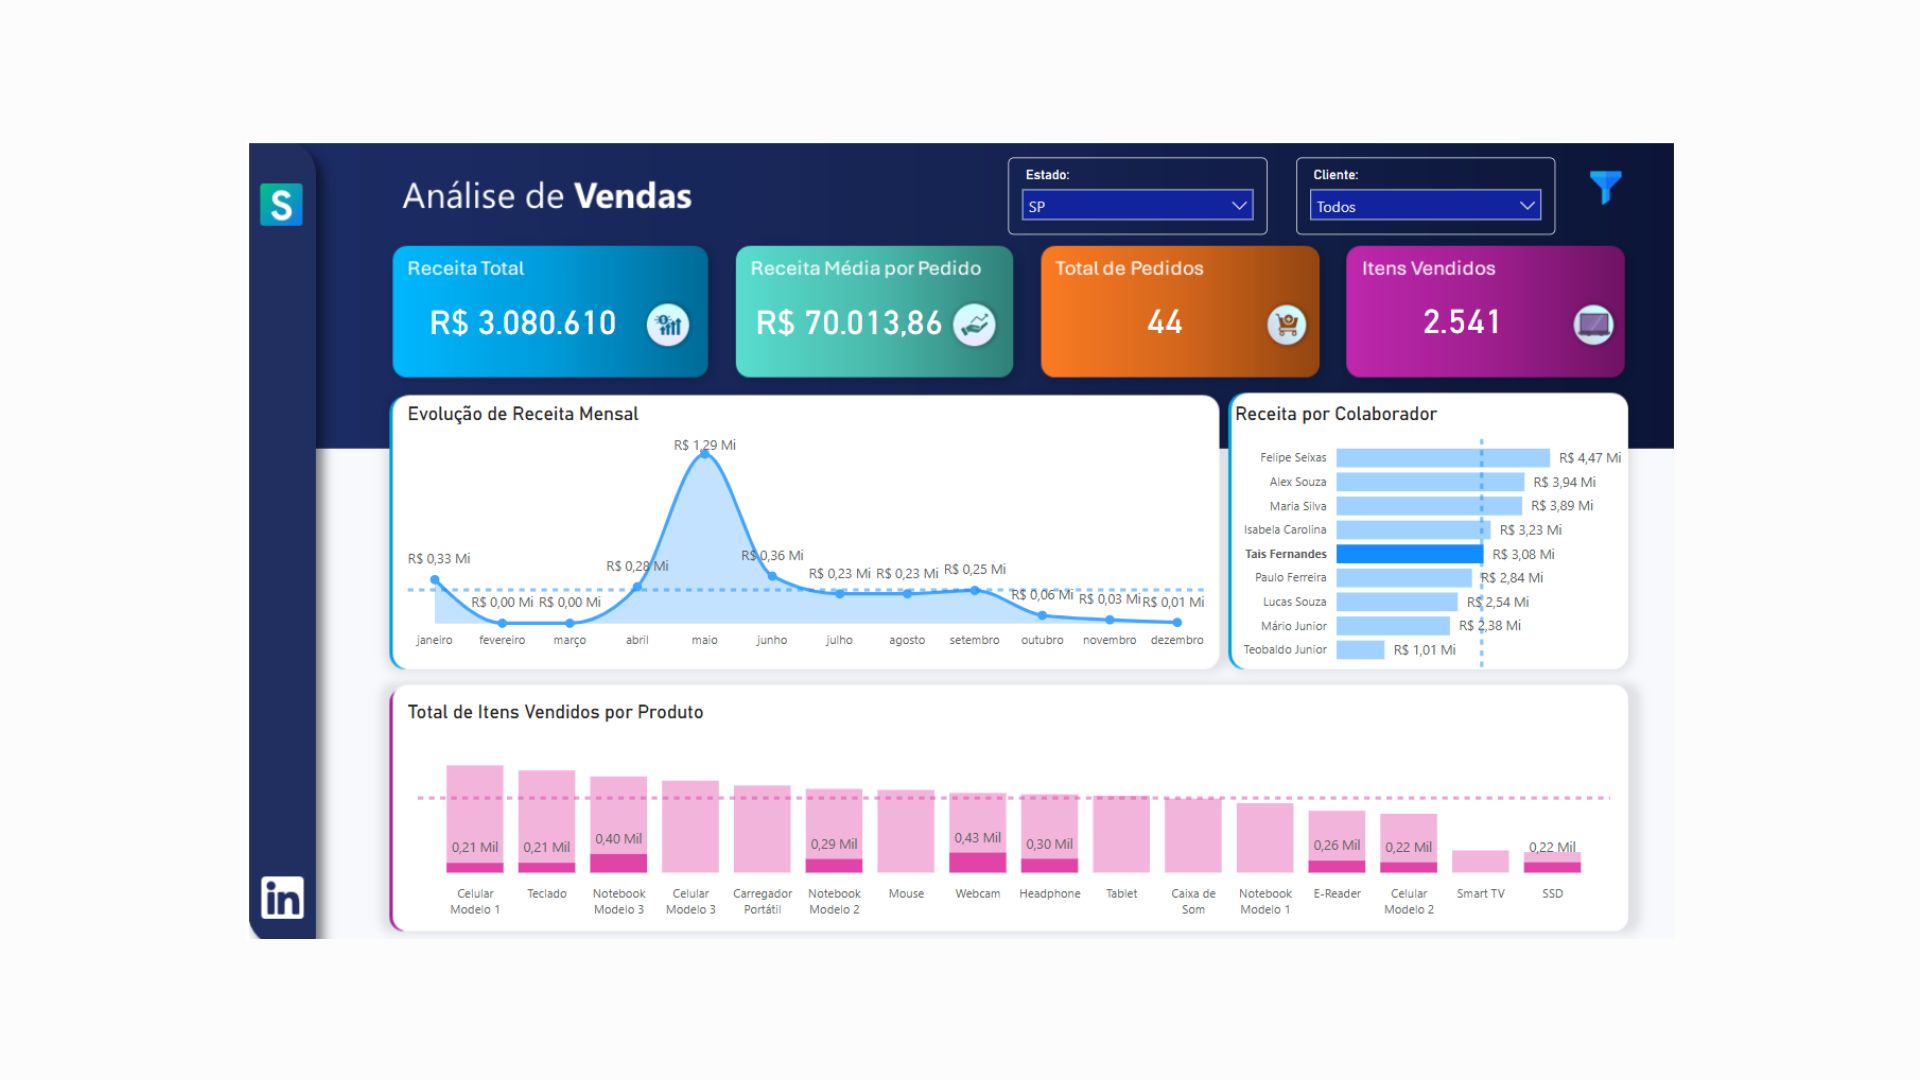 S
Análise de Vendas
Estado:
SP
Cliente:
Todos
Receita Total
R$ 3.080.610
Receita Média por Pedido
R$ 70.013,86
Total de Pedidos
44
Itens Vendidos
2.541
Evolução de Receita Mensal
R$ 0,33 Mi
R$ 0,00 Mi
R$ 0,00 Mi
R$ 0,28 Mi
R$ 1,29 Mi
R$ 0,36 Mi
R$ 0,23 Mi
R$ 0,23 Mi
R$ 0,25 Mi
R$ 0,06 Mi
R$ 0,03 Mi
R$ 0,01 Mi
janeiro fevereiro março abril maio junho julho agosto setembro outubro novembro dezembro
Receita por Colaborador
Felipe Seixas R$ 4,47 Mi
Alex Souza R$ 3,94 Mi
Maria Silva R$ 3,89 Mi
Isabela Carolina R$ 3,23 Mi
Tais Fernandes R$ 3,08 Mi
Paulo Ferreira R$ 2,84 Mi
Lucas Souza R$ 2,54 Mi
Mário Junior R$ 2,38 Mi
Teobaldo Junior R$ 1,01 Mi
Total de Itens Vendidos por Produto
0,21 Mil
0,21 Mil
0,40 Mil
0,29 Mil
0,43 Mil
0,30 Mil
0,26 Mil
0,22 Mil
0,22 Mil
Celular
Modelo 1
Teclado
Notebook
Modelo 3
Celular
Modelo 3
Carregador
Portátil
Notebook
Modelo 2
Mouse
Webcam
Headphone
Tablet
Caixa de
Som
Notebook
Modelo 1
E-Reader
Celular
Modelo 2
Smart TV
SSD
in